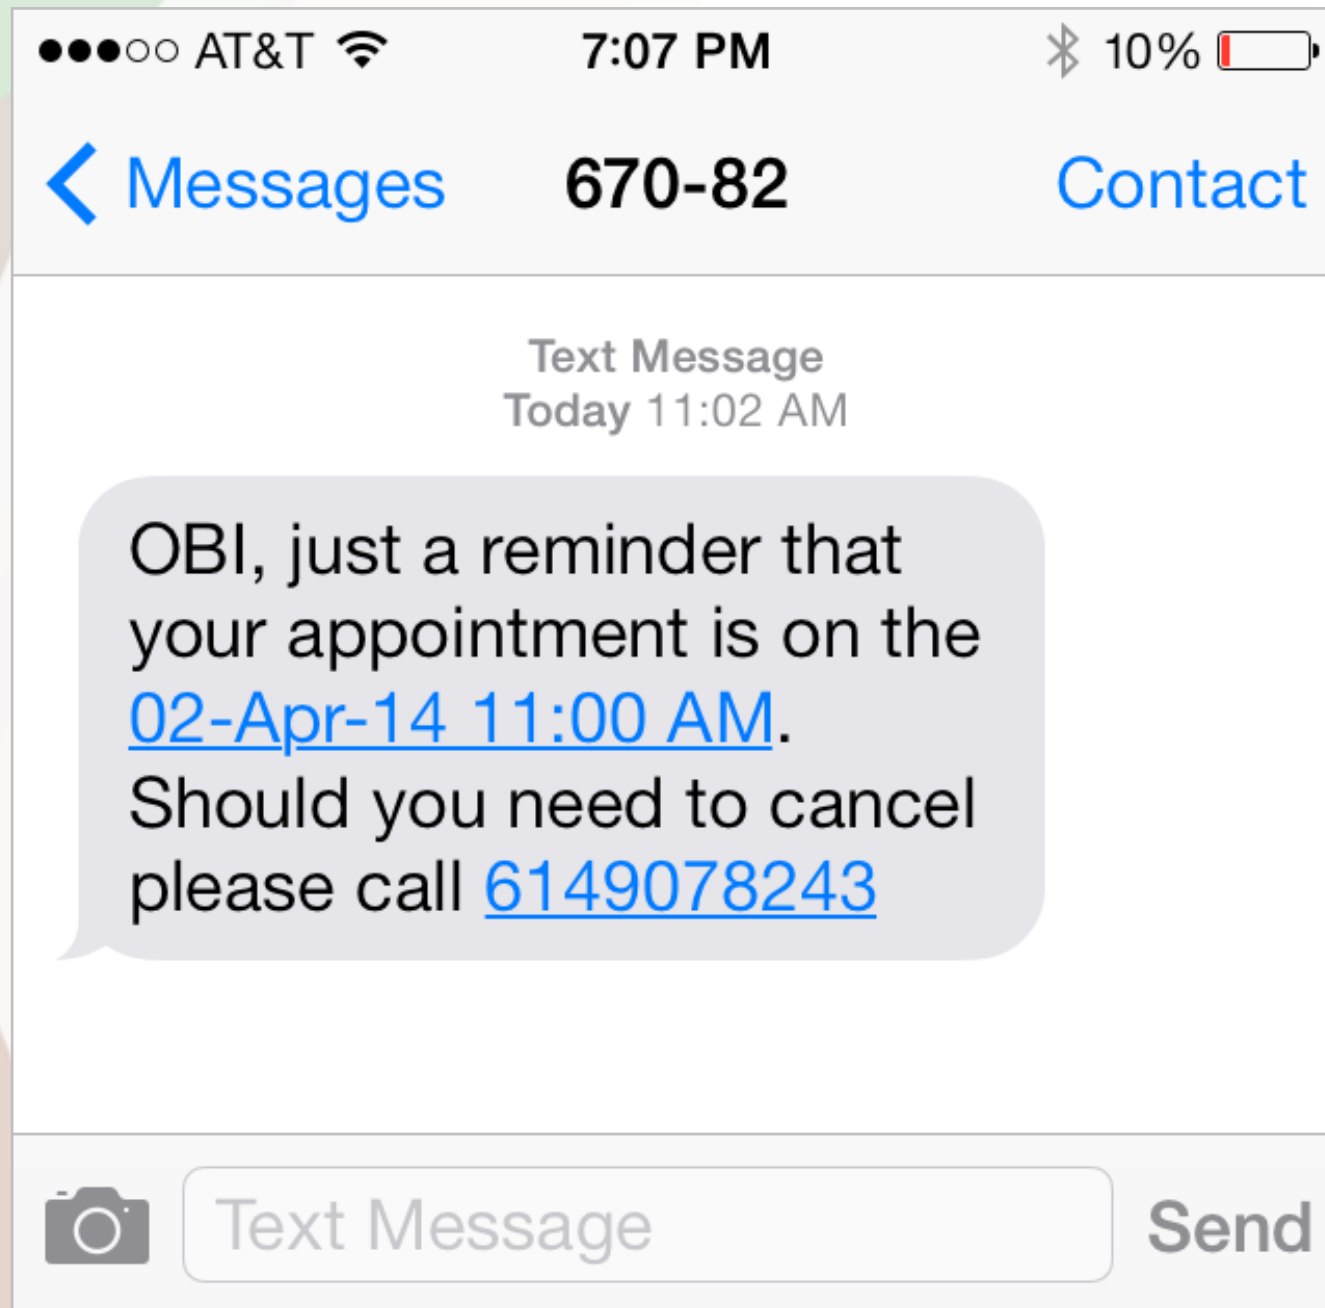 AT&T 7:07 PM 10%
Messages 670-82 Contact
Text Message
Today 11:02 AM
OBI, just a reminder that
your appointment is on the
02-Apr-14 11:00 AM.
Should you need to cancel
please call 6149078243
Text Message Send